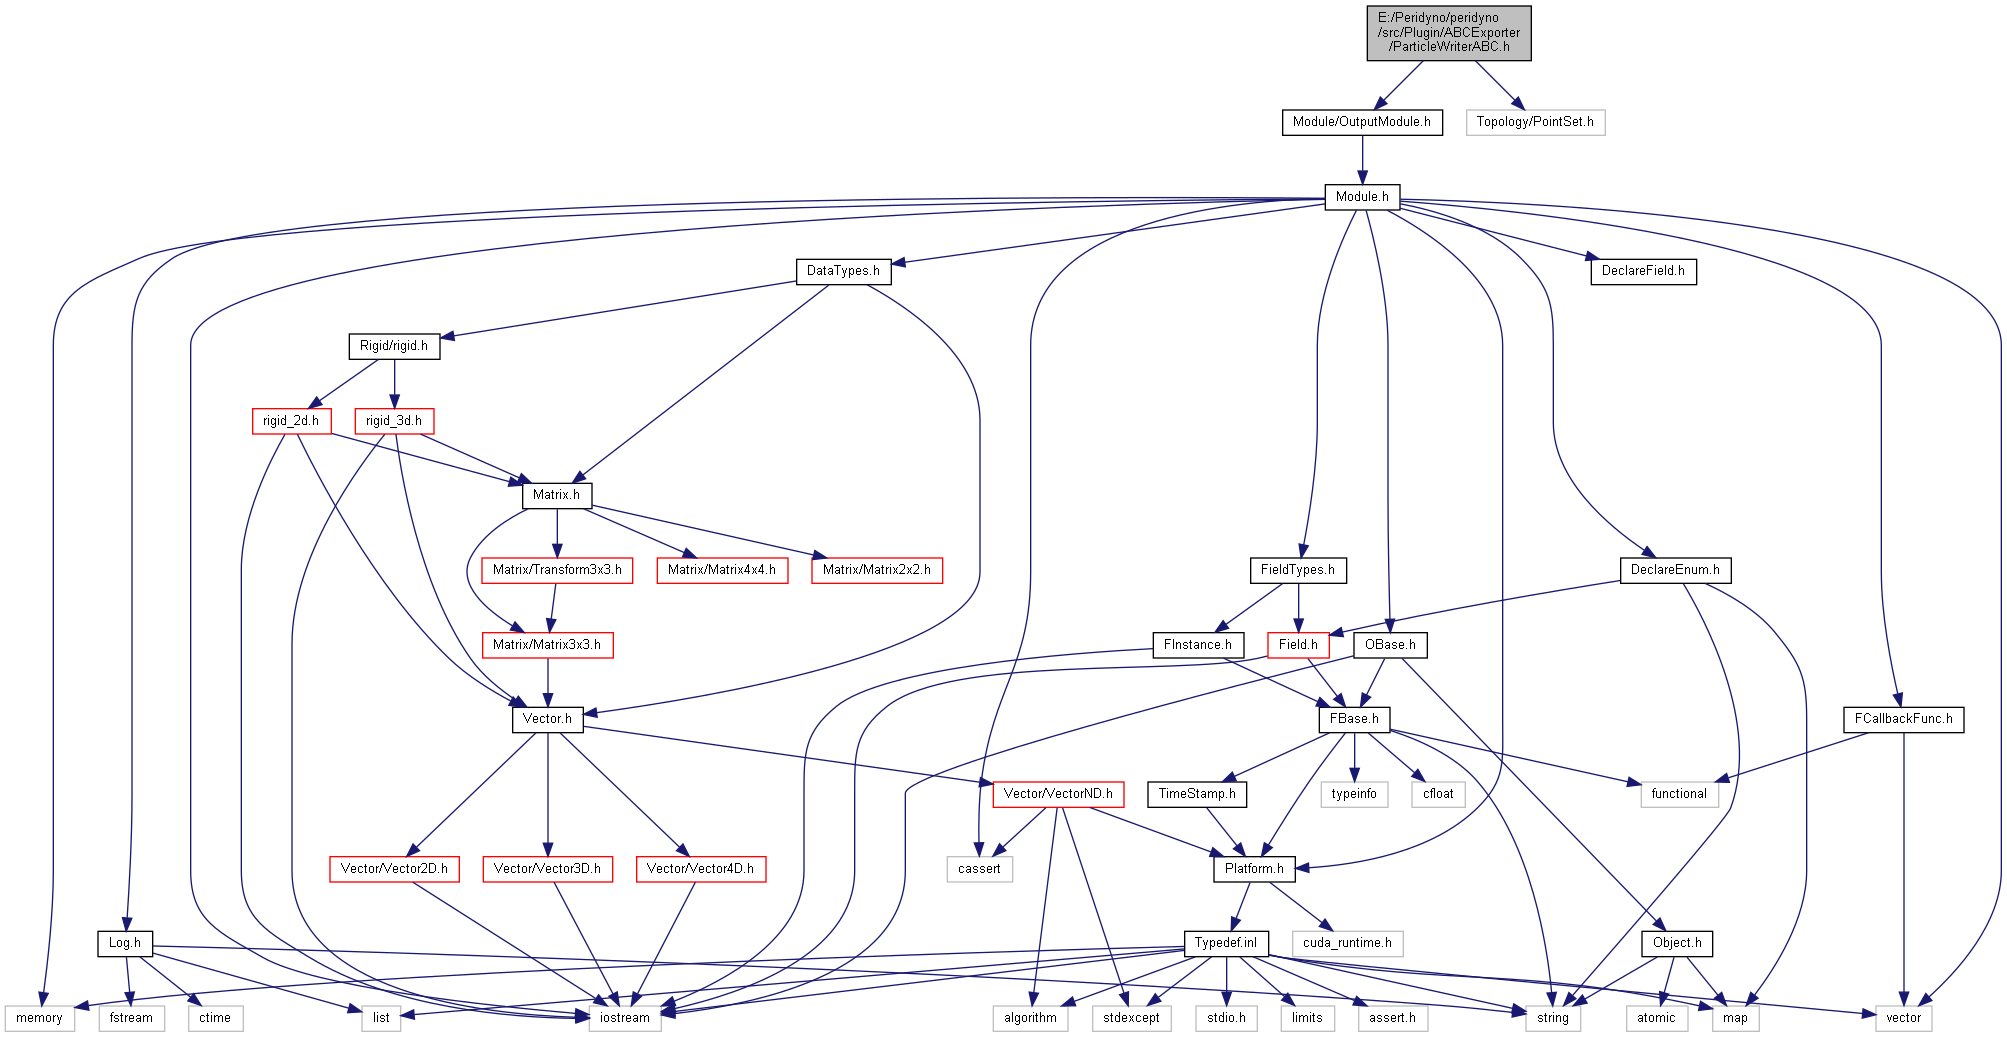 E:/Peridyno/peridyno
/src/Plugin/ABCExporter
/ParticleWriterABC.h
Module/OutputModule.h
Topology/PointSet.h
Module.h
DataTypes.h
DeclareField.h
Rigid/rigid.h
rigid_2d.h
rigid_3d.h
Matrix.h
Matrix/Transform3x3.h
Matrix/Matrix4x4.h
Matrix/Matrix2x2.h
FieldTypes.h
DeclareEnum.h
Matrix/Matrix3x3.h
FInstance.h
Field.h
OBase.h
Vector.h
FBase.h
FCallbackFunc.h
Vector/VectorND.h
TimeStamp.h
typeinfo
cfloat
functional
Vector/Vector2D.h
Vector/Vector3D.h
Vector/Vector4D.h
cassert
Platform.h
Log.h
Typedef.inl
cuda_runtime.h
Object.h
memory
fstream
ctime
list
iostream
algorithm
stdexcept
stdio.h
limits
assert.h
string
atomic
map
vector